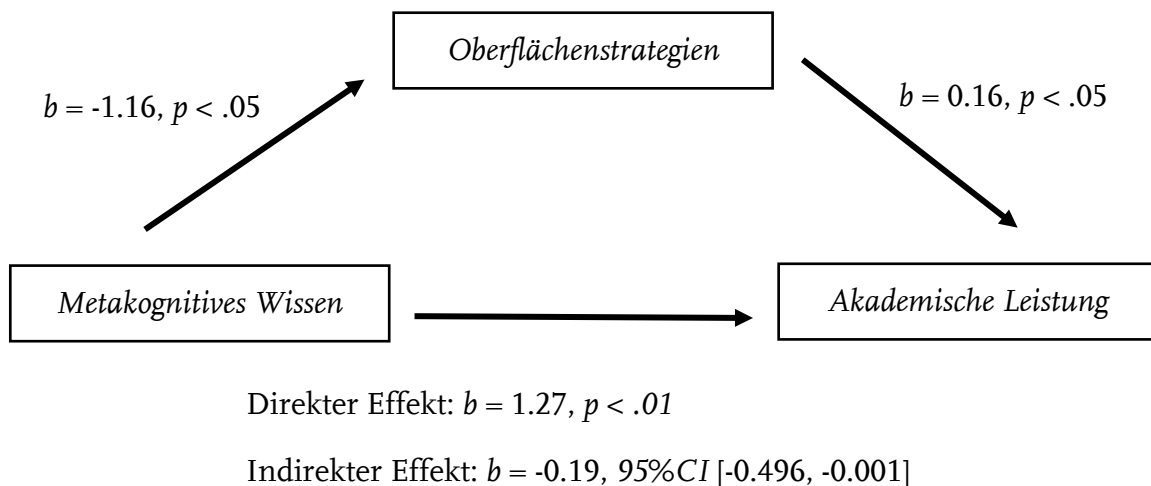 Oberflächenstrategien
b = -1.16, p < .05
b = 0.16, p < .05
Metakognitives Wissen
Akademische Leistung
Direkter Effekt: b = 1.27, p < .01
Indirekter Effekt: b = -0.19, 95%CI [-0.496, -0.001]